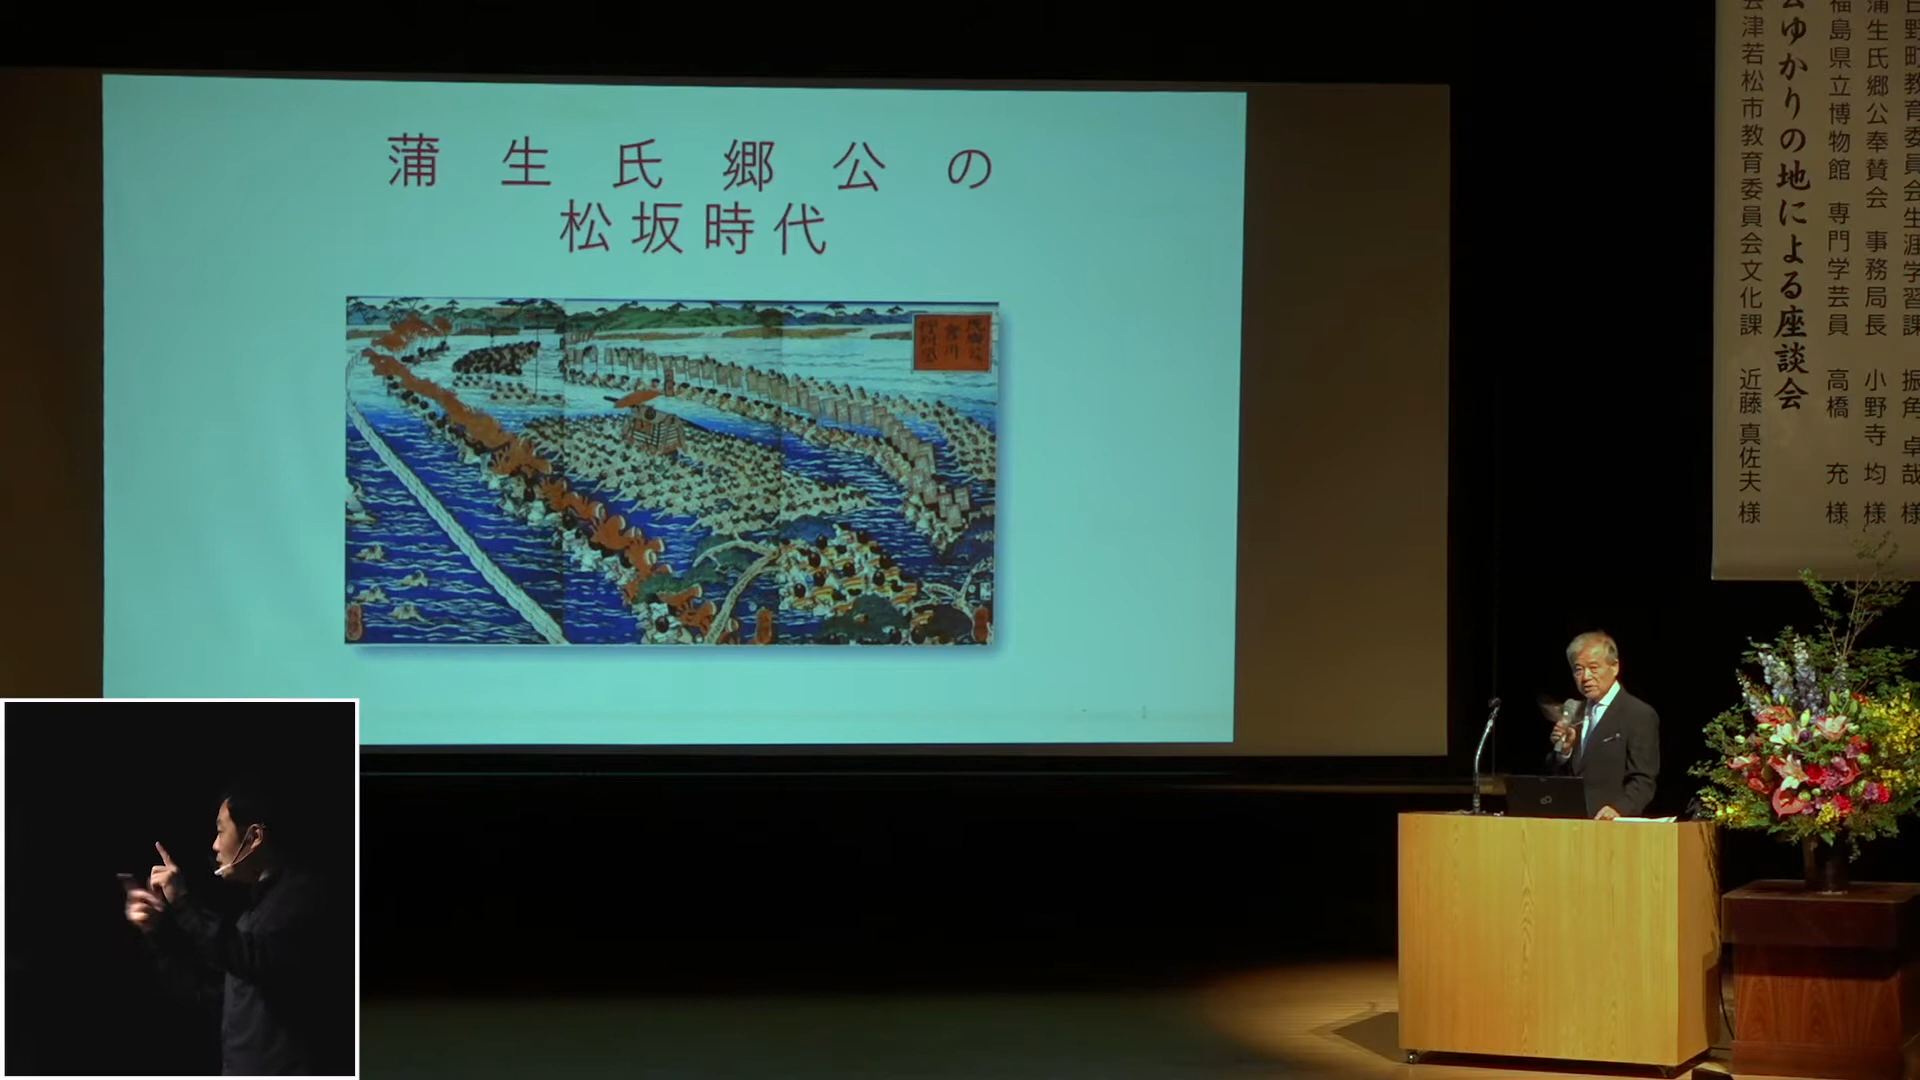 蒲生氏郷公の
松坂時代
日野町教育委員会生涯学習課 振角 卓哉 様
蒲生氏郷公奉賛会 事務局長 小野寺 均 様
福島県立博物館 専門学芸員 高橋 充 様
ゆかりの地による座談会
会津若松市教育委員会文化課 近藤 真佐夫 様